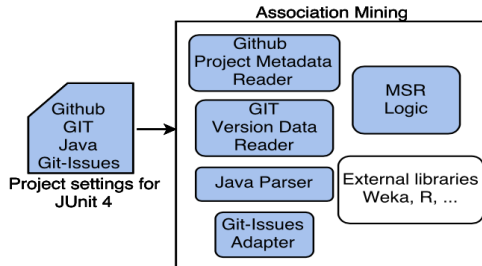 Association Mining
Github
GIT
Java
Git-Issues
Project settings for
JUnit 4
Github
Project Metadata
Reader
GIT
Version Data
Reader
Java Parser
Git-Issues
Adapter
MSR
Logic
External libraries
Weka, R, ...